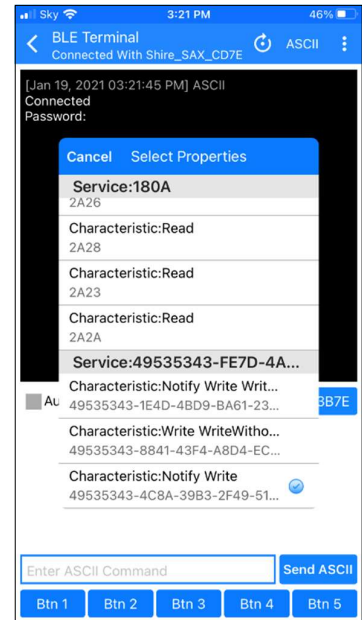 Sky 3:21 PM 46%
BLE Terminal
Connected With Shire_SAX_CD7E
ASCII
[Jan 19, 2021 03:21:45 PM] ASCII
Connected
Password:
Cancel Select Properties
Service:180A
2A26
Characteristic:Read
2A28
Characteristic:Read
2A23
Characteristic:Read
2A2A
Service:49535343-FE7D-4A...
Characteristic:Notify Write Writ...
49535343-1E4D-4BD9-BA61-23...
Au 3B7E
Characteristic:Write WriteWitho...
49535343-8841-43F4-A8D4-EC...
Characteristic:Notify Write
49535343-4C8A-39B3-2F49-51...
Enter ASCII Command Send ASCII
Btn 1 Btn 2 Btn 3 Btn 4 Btn 5